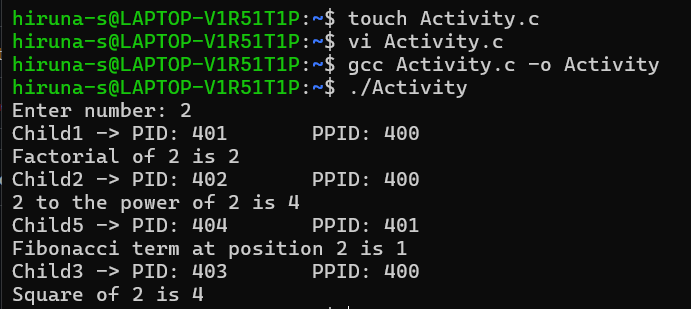 hiruna-s@LAPTOP-V1R51T1P:~$ touch Activity.c
hiruna-s@LAPTOP-V1R51T1P:~$ vi Activity.c
hiruna-s@LAPTOP-V1R51T1P:~$ gcc Activity.c -o Activity
hiruna-s@LAPTOP-V1R51T1P:~$ ./Activity
Enter number: 2
Child1 -> PID: 401       PPID: 400
Factorial of 2 is 2
Child2 -> PID: 402       PPID: 400
2 to the power of 2 is 4
Child5 -> PID: 404       PPID: 401
Fibonacci term at position 2 is 1
Child3 -> PID: 403       PPID: 400
Square of 2 is 4